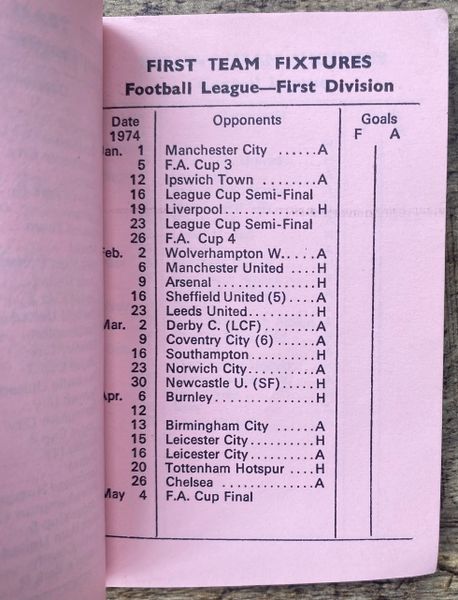 FIRST TEAM FIXTURES
Football League—First Division
Date Opponents Goals
1974 F A
an. 1 Manchester City ......A
5 F.A. Cup 3
12 Ipswich Town ........A
16 League Cup Semi-Final
19 Liverpool............H
23 League Cup Semi-Final
26 F.A. Cup 4
eb. 2 Wolverhampton W.....A
6 Manchester United ....H
9 Arsenal ..............H
16 Sheffield United (5)....A
23 Leeds United..........H
Mar. 2 Derby C. (LCF)........A
9 Coventry City (6) ......A
16 Southampton..........H
23 Norwich City..........A
30 Newcastle U. (SF).....H
Apr. 6 Burnley..............H
12
13 Birmingham City ......A
15 Leicester City.........H
16 Leicester City.........A
20 Tottenham Hotspur ....H
26 Chelsea .............A
May 4 F.A. Cup Final